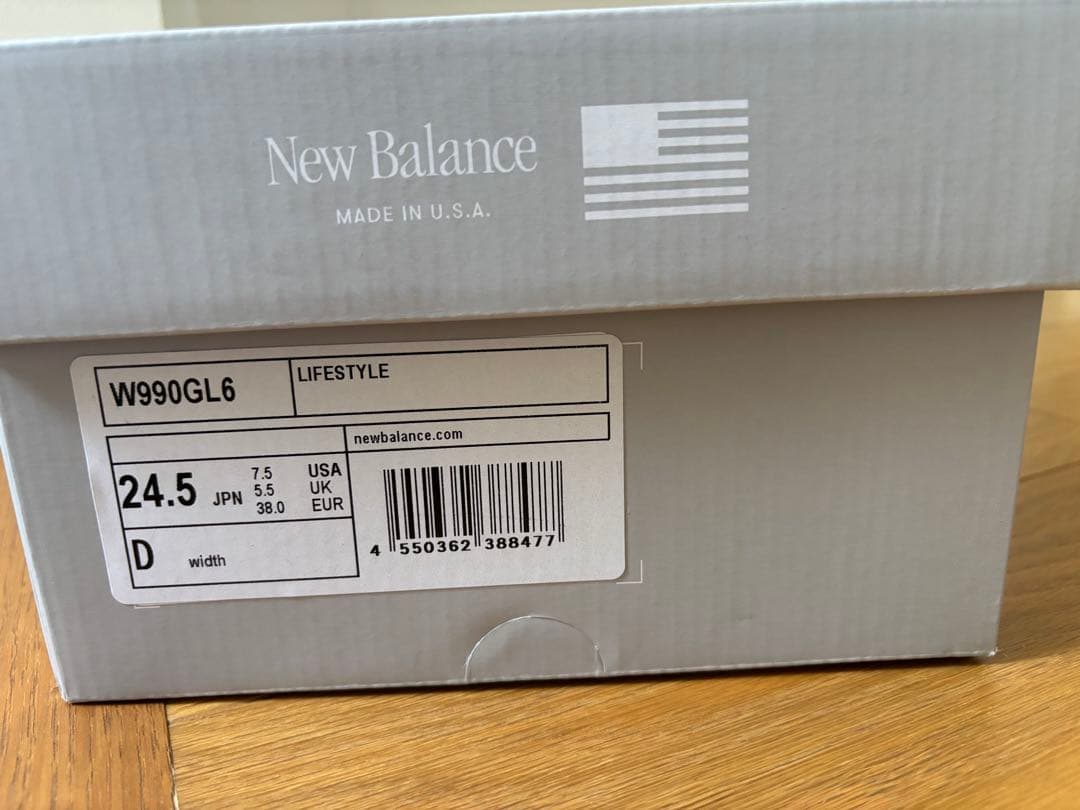 New Balance
MADE IN U.S.A.
W990GL6
LIFESTYLE
newbalance.com
24.5 JPN
7.5 USA
5.5 UK
38.0 EUR
D width
4 550362 388477